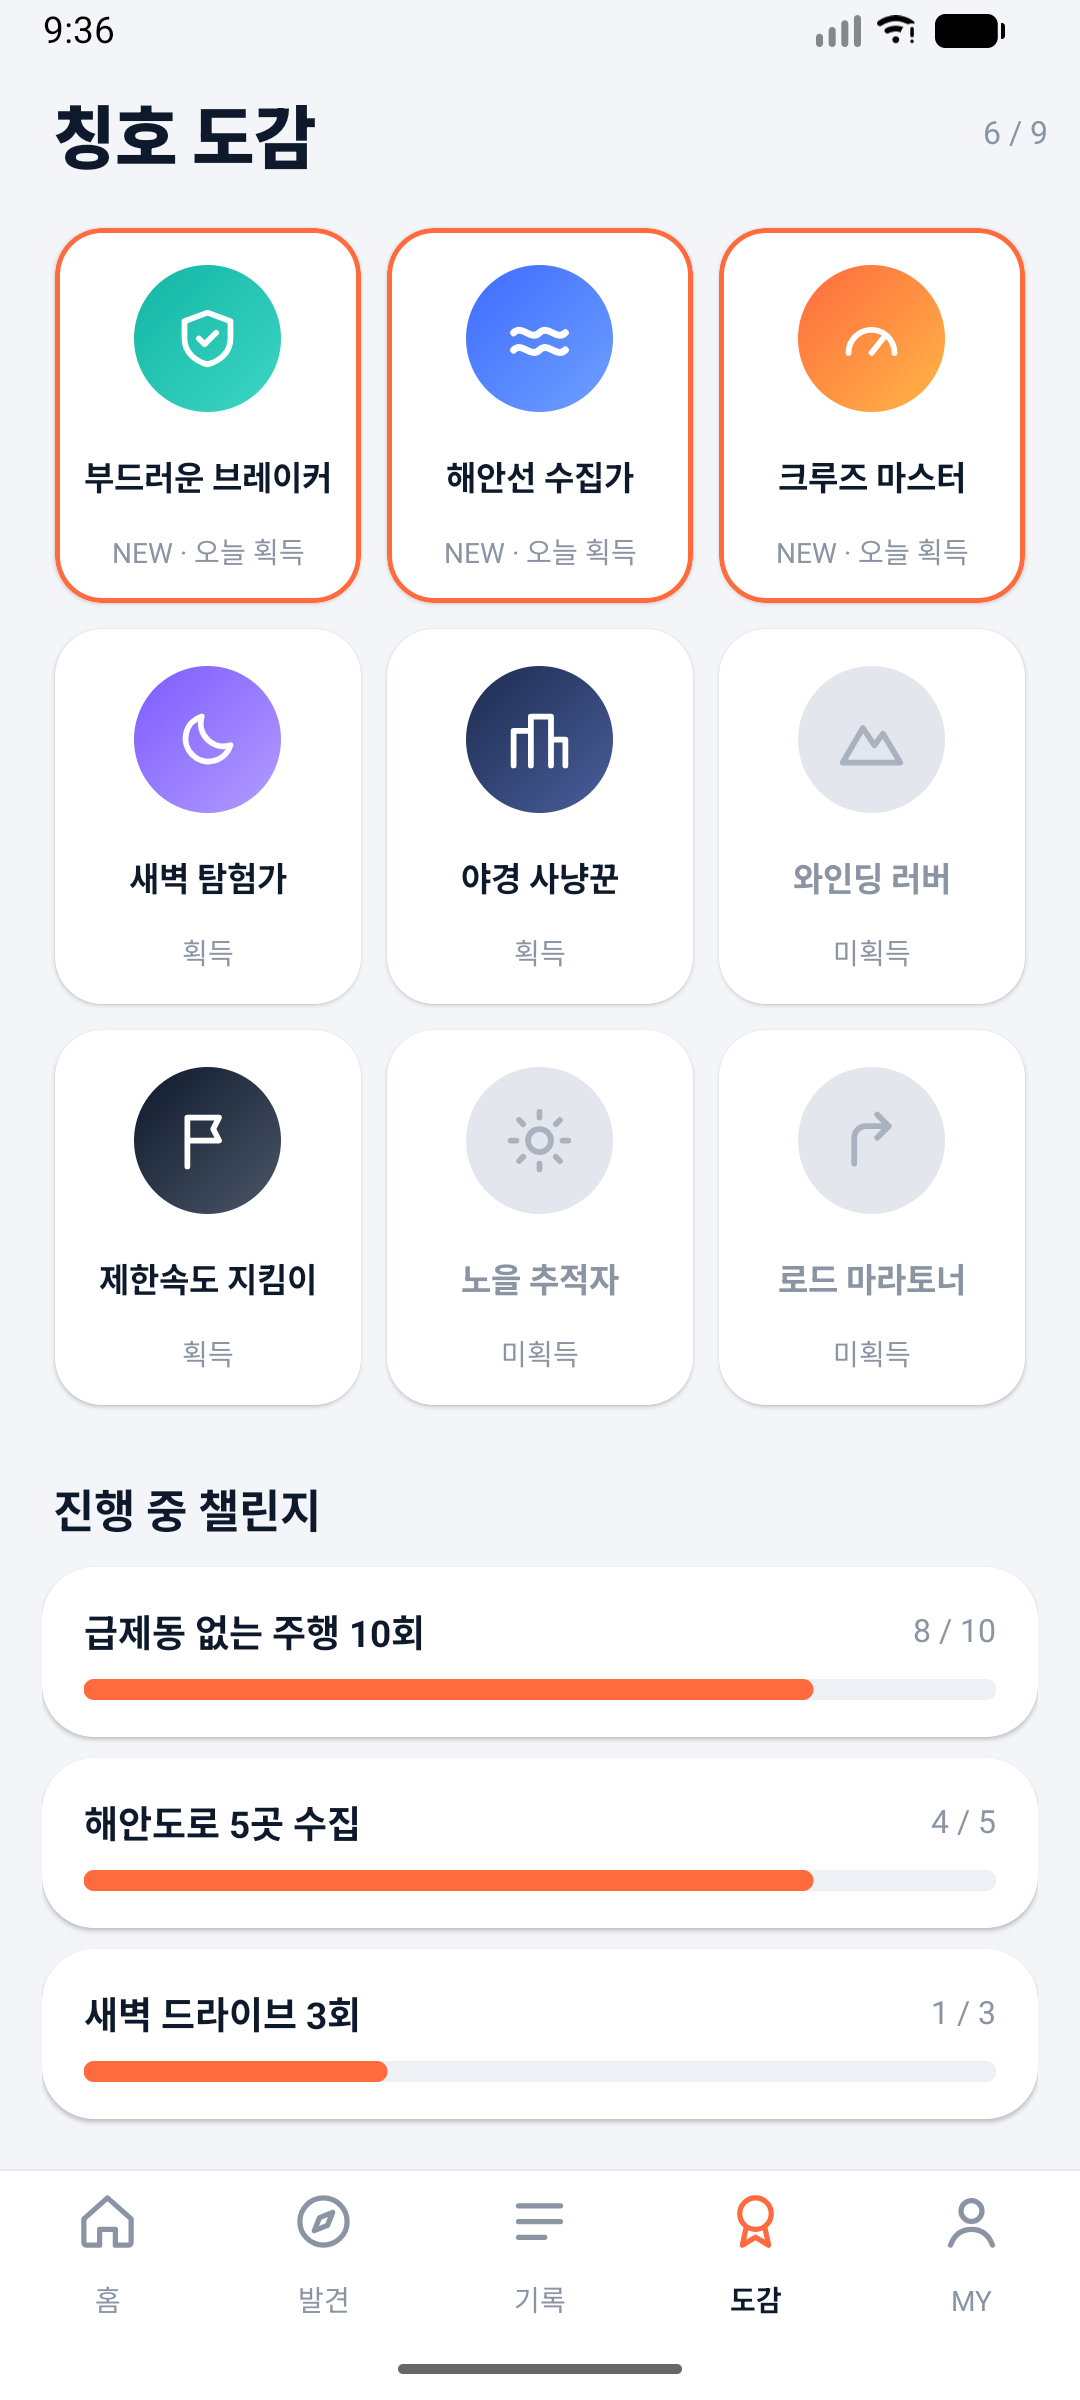 9:36
칭호 도감
6 / 9
부드러운 브레이커
해안선 수집가
크루즈 마스터
NEW · 오늘 획득
NEW · 오늘 획득
NEW · 오늘 획득
새벽 탐험가
야경 사냥꾼
와인딩 러버
획득
획득
미획득
제한속도 지킴이
노을 추적자
로드 마라토너
획득
미획득
미획득
진행 중 챌린지
급제동 없는 주행 10회
8 / 10
해안도로 5곳 수집
4 / 5
새벽 드라이브 3회
1 / 3
홈
발견
기록
도감
MY